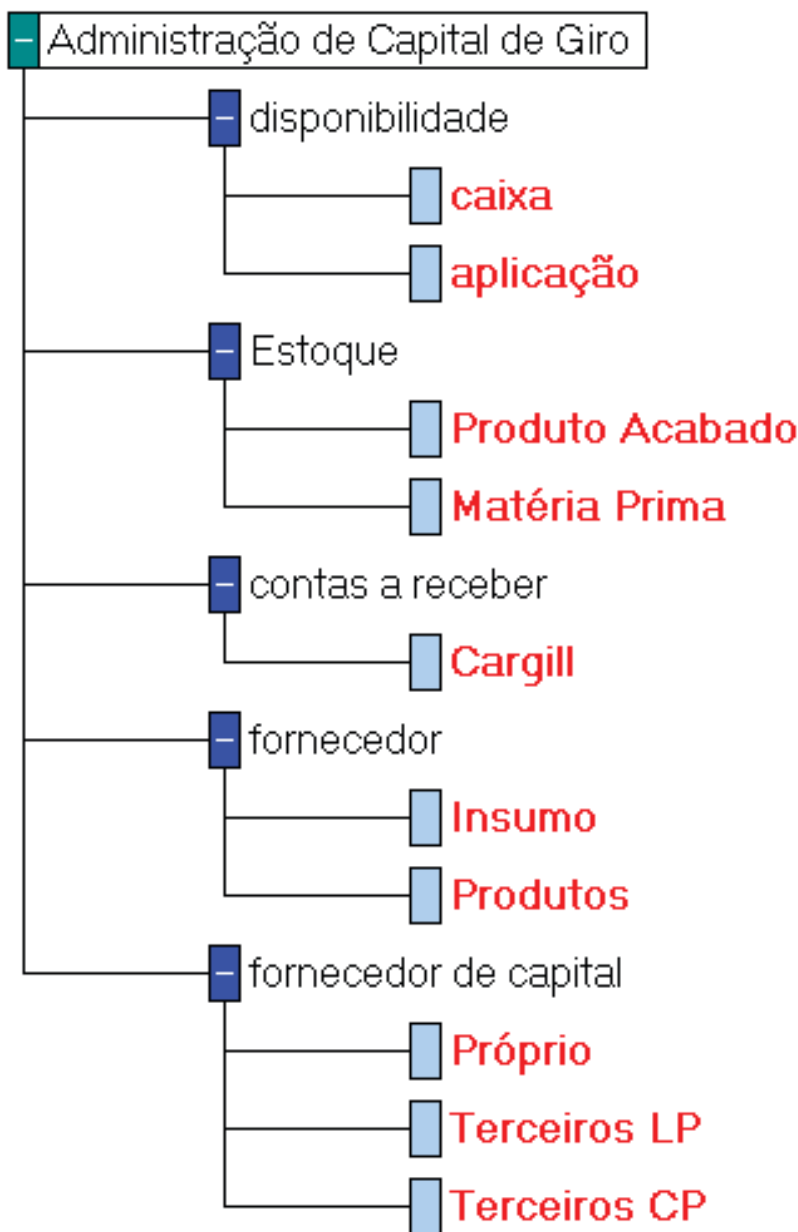 Administração de Capital de Giro
disponibilidade
caixa
aplicação
Estoque
Produto Acabado
Matéria Prima
contas a receber
Cargill
fornecedor
Insumo
Produtos
fornecedor de capital
Próprio
Terceiros LP
Terceiros CP